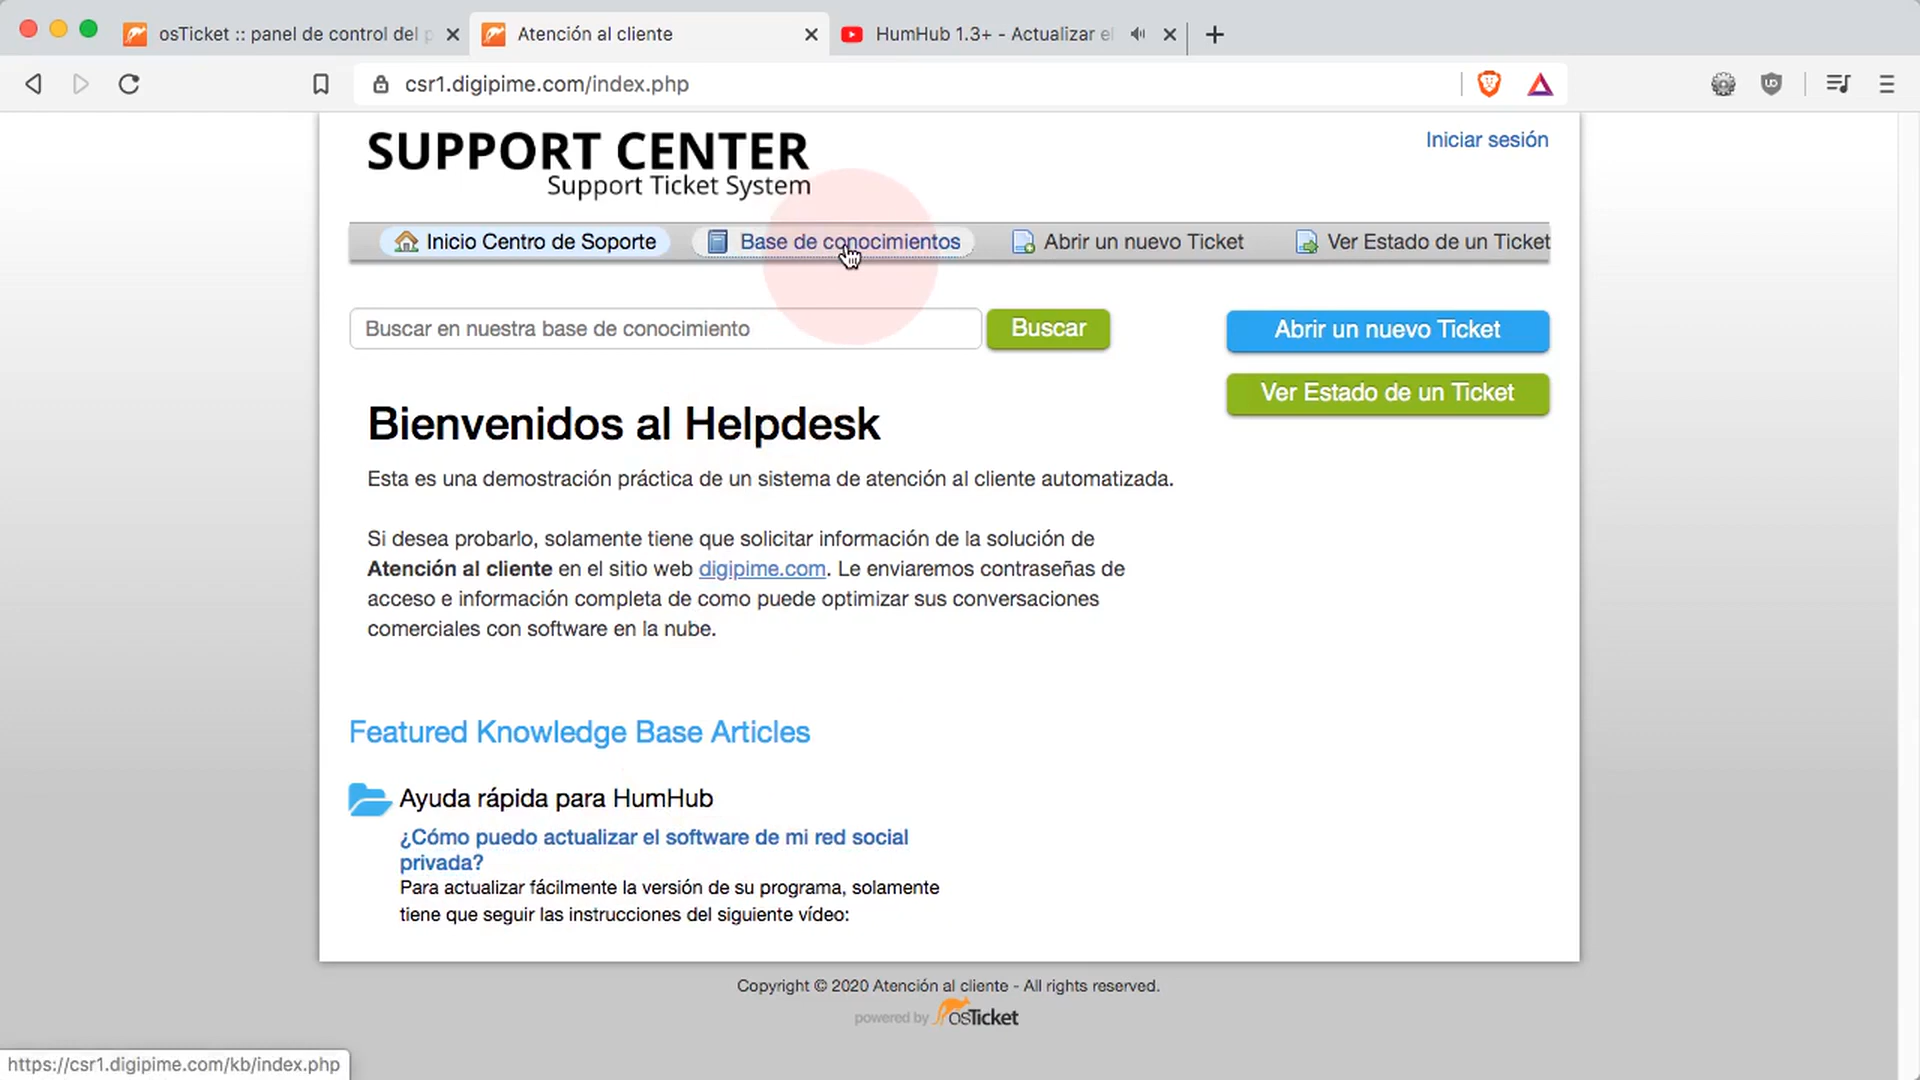 osTicket :: panel de control del p
Atención al cliente
HumHub 1.3+ - Actualizar el
csr1.digipime.com/index.php
SUPPORT CENTER
Support Ticket System
Iniciar sesión
Inicio Centro de Soporte
Base de conocimientos
Abrir un nuevo Ticket
Ver Estado de un Ticket
Buscar en nuestra base de conocimiento
Buscar
Abrir un nuevo Ticket
Ver Estado de un Ticket
Bienvenidos al Helpdesk
Esta es una demostración práctica de un sistema de atención al cliente automatizada.
Si desea probarlo, solamente tiene que solicitar información de la solución de
Atención al cliente en el sitio web digipime.com. Le enviaremos contraseñas de
acceso e información completa de como puede optimizar sus conversaciones
comerciales con software en la nube.
Featured Knowledge Base Articles
Ayuda rápida para HumHub
¿Cómo puedo actualizar el software de mi red social
privada?
Para actualizar fácilmente la versión de su programa, solamente
tiene que seguir las instrucciones del siguiente vídeo:
Copyright © 2020 Atención al cliente - All rights reserved.
powered by osTicket
https://csr1.digipime.com/kb/index.php